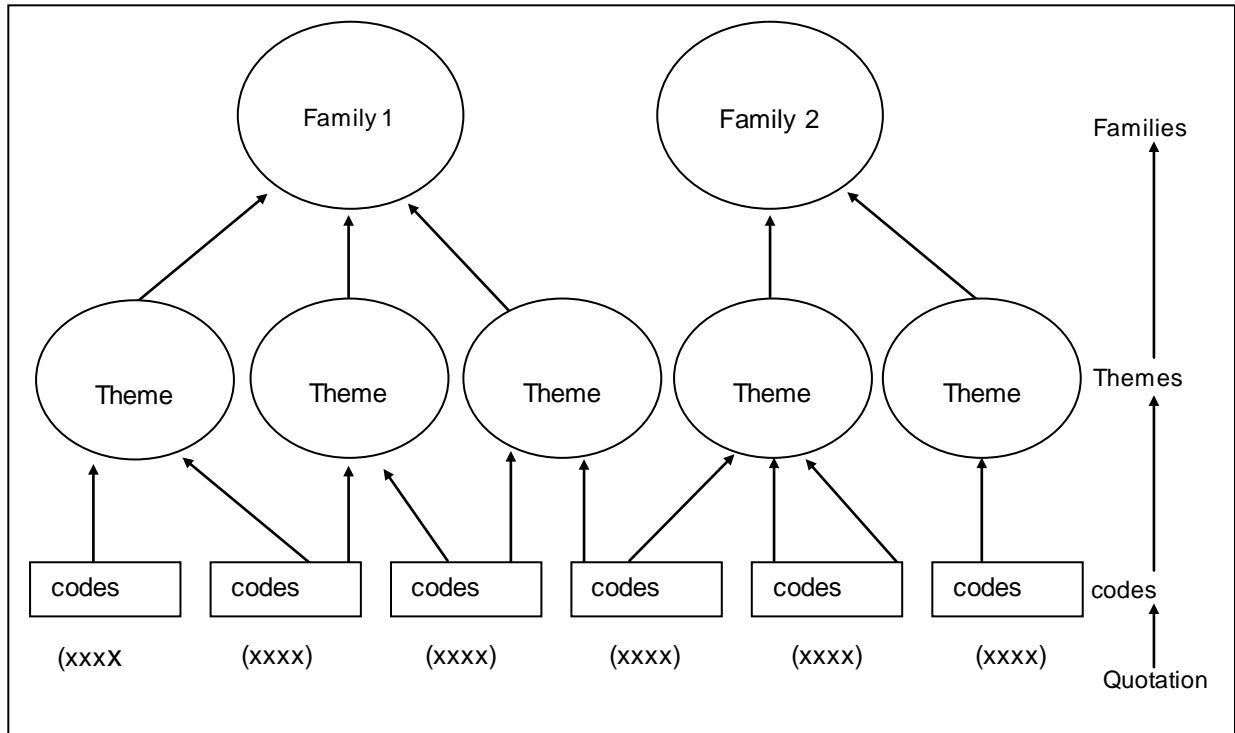 Family 1
Family 2
Families
Theme
Theme
Theme
Theme
Theme
Themes
codes
codes
codes
codes
codes
codes
codes
(xxxx
(xxxx)
(xxxx)
(xxxx)
(xxxx)
(xxxx)
Quotation